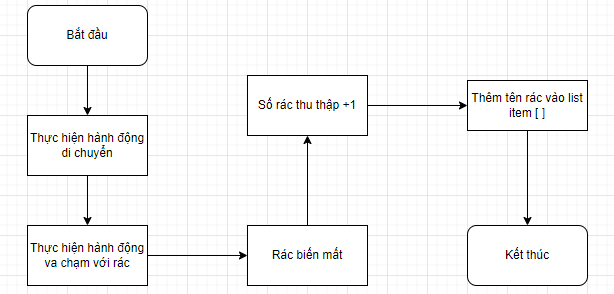 Bắt đầu
Thực hiện hành động
di chuyển
Thực hiện hành động
va chạm với rác
Rác biến mất
Số rác thu thập +1
Thêm tên rác vào list
item [ ]
Kết thúc